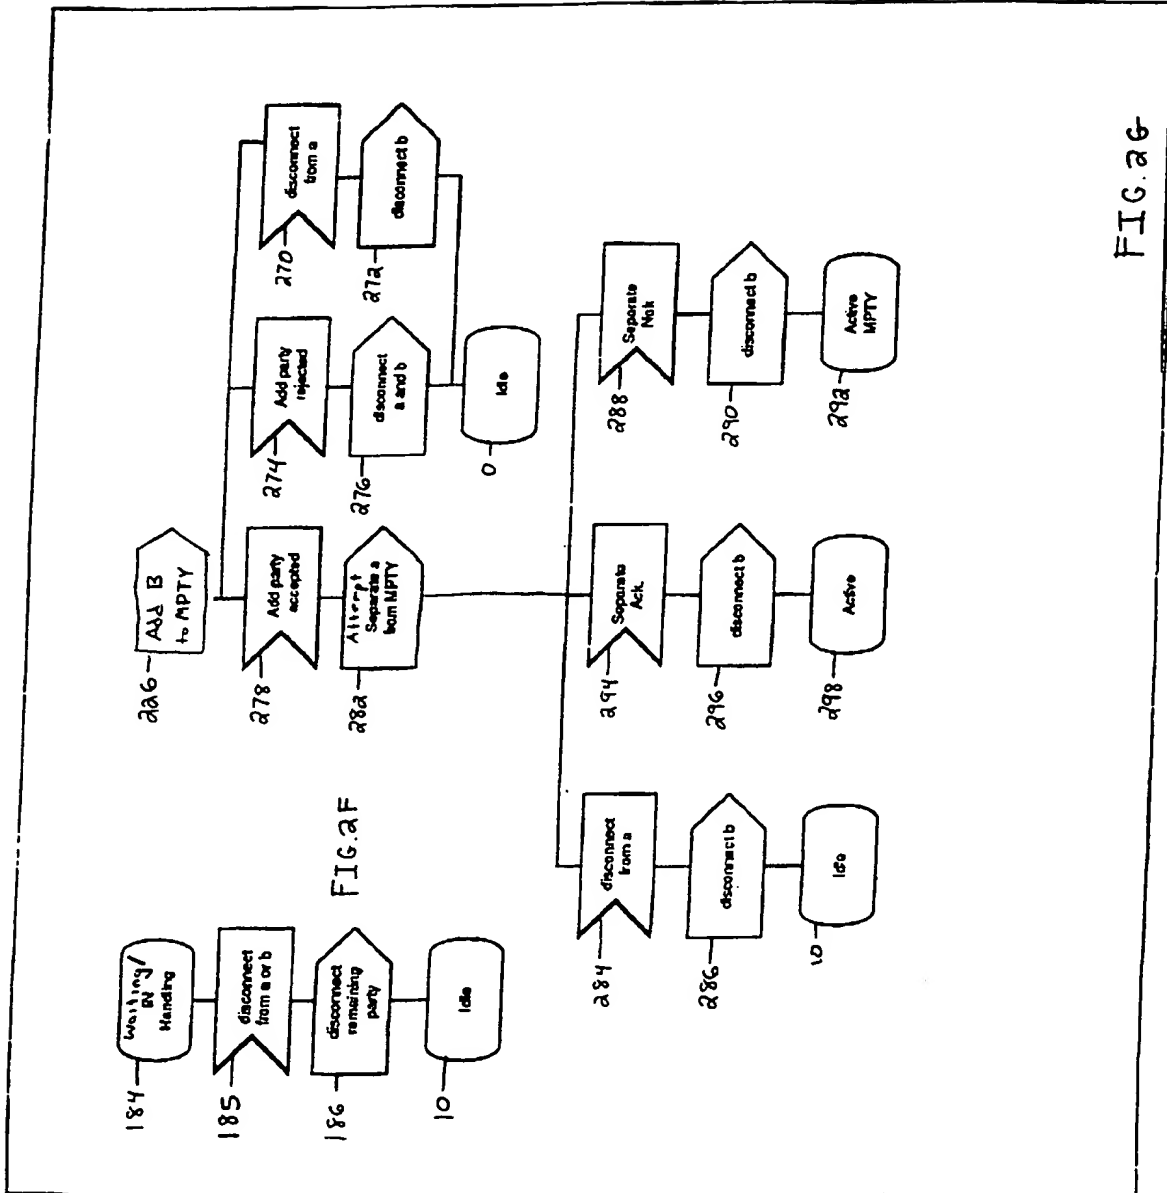 184
Waiting/
IN
Handing
185
disconnect
from a or b
186
disconnect
remaining
party
10
Idle
FIG. 2F
226
Add B
to MPTY
278
Add party
accepted
274
Add party
rejected
270
disconnect
from a
282
Attempt
Separate a
from MPTY
276
disconnect
a and b
272
disconnect b
0
Idle
284
disconnect
from a
294
Separate
Ack.
288
Separate
Nak
286
disconnect b
296
disconnect b
290
disconnect b
10
Idle
298
Active
292
Active
MPTY
FIG. 2G